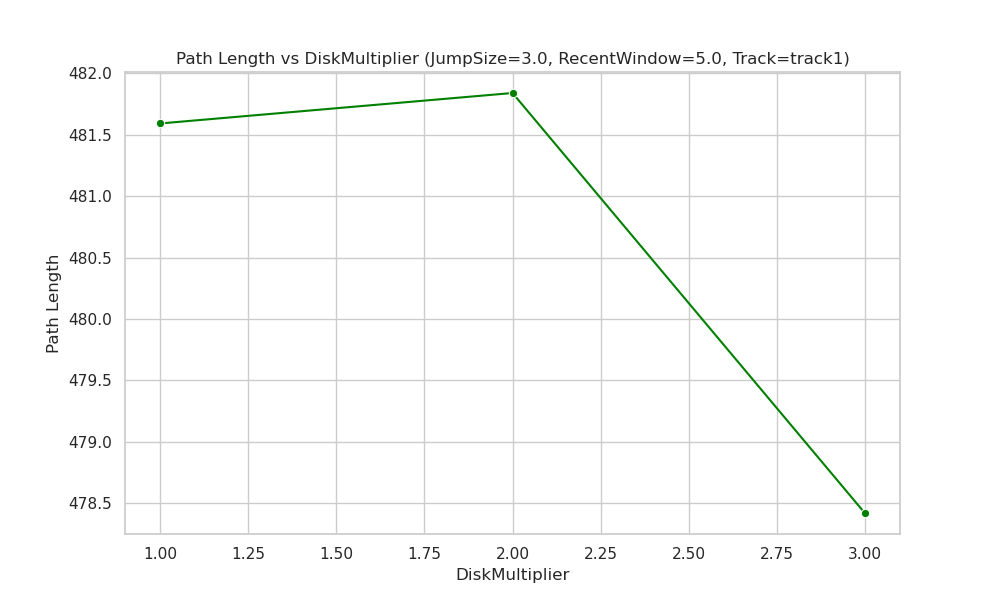 Path Length vs DiskMultiplier (JumpSize=3.0, RecentWindow=5.0, Track=track1)
482.0
481.5
481.0
480.5
480.0
479.5
479.0
478.5
Path Length
1.00 1.25 1.50 1.75 2.00 2.25 2.50 2.75 3.00
DiskMultiplier